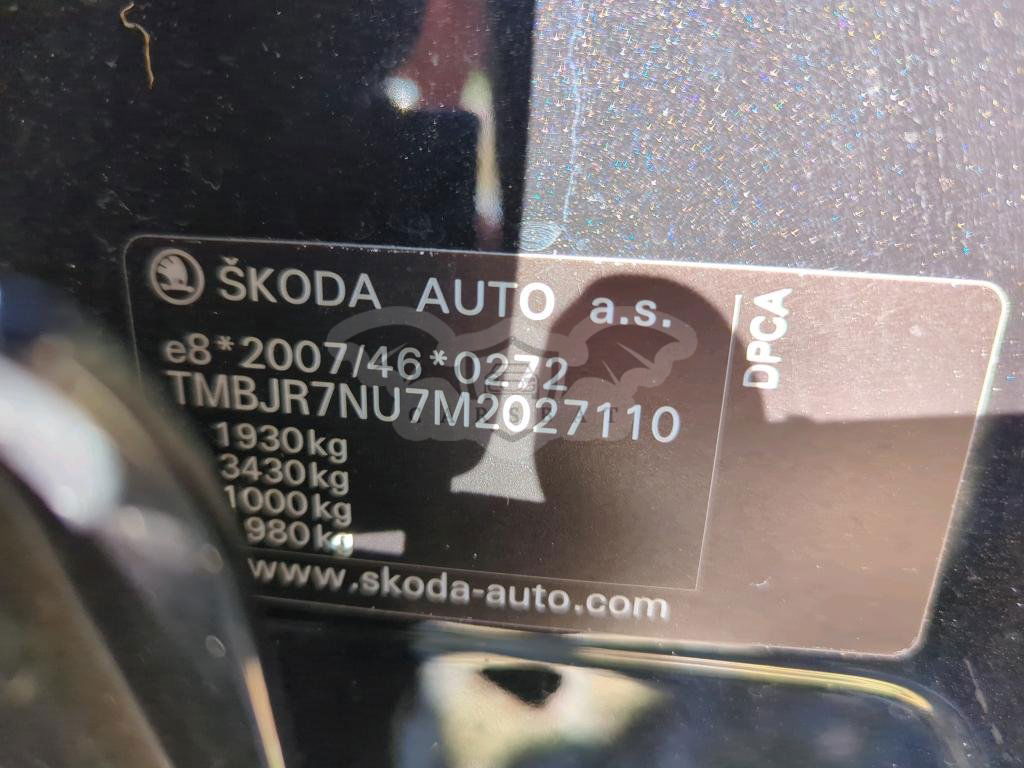 ŠKODA AUTO a.s.
e8*2007/46*0272
TMBJR7NU7M2027110
1930kg
3430kg
1000kg
980kg
www.skoda-auto.com
DPCA